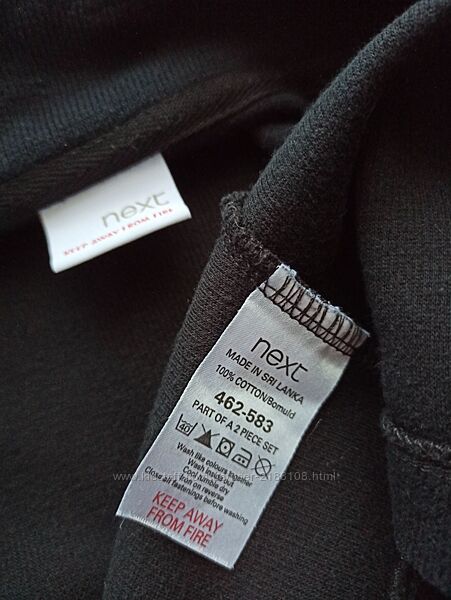 next
KEEP AWAY FROM FIRE
next
MADE IN SRI LANKA
100% COTTON/Bomuld
462-583
PART OF A 2 PIECE SET
40
Wash like colours together
Wash inside out
Cool tumble dry
Iron on reverse
Close all fastenings before washing
KEEP AWAY
FROM FIRE